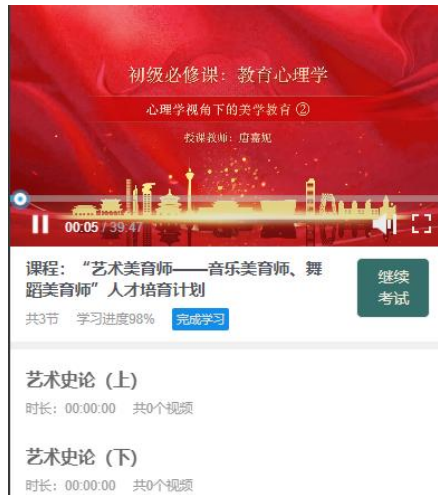 初级必修课：教育心理学
心理学视角下的美学教育②
授课教师：唐嘉妮
00:05 / 39:47
课程：“艺术美育师——音乐美育师、舞
蹈美育师”人才培育计划
继续
考试
共3节 学习进度98% 完成学习
艺术史论（上）
时长：00:00:00 共0个视频
艺术史论（下）
时长：00:00:00 共0个视频